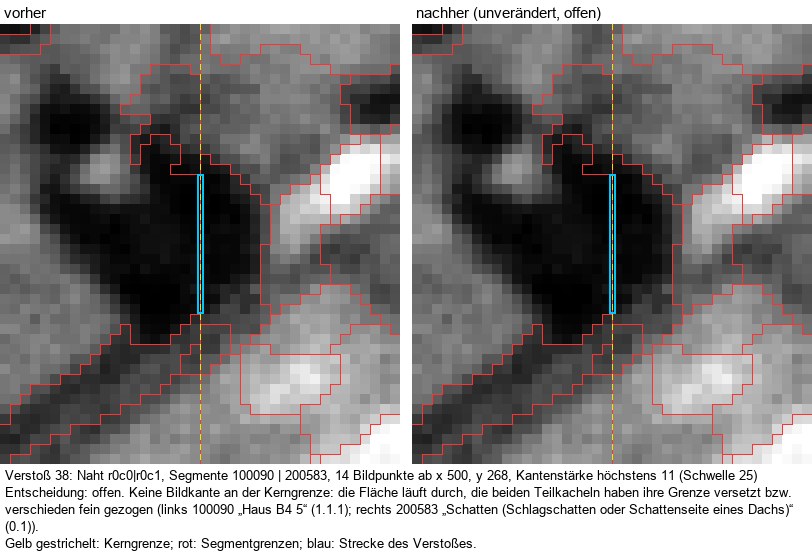 vorher
nachher (unverändert, offen)
Verstoß 38: Naht r0c0|r0c1, Segmente 100090 | 200583, 14 Bildpunkte ab x 500, y 268, Kantenstärke höchstens 11 (Schwelle 25)
Entscheidung: offen. Keine Bildkante an der Kerngrenze: die Fläche läuft durch, die beiden Teilkacheln haben ihre Grenze versetzt bzw.
verschieden fein gezogen (links 100090 „Haus B4 5“ (1.1.1); rechts 200583 „Schatten (Schlagschatten oder Schattenseite eines Dachs)“
(0.1)).
Gelb gestrichelt: Kerngrenze; rot: Segmentgrenzen; blau: Strecke des Verstoßes.